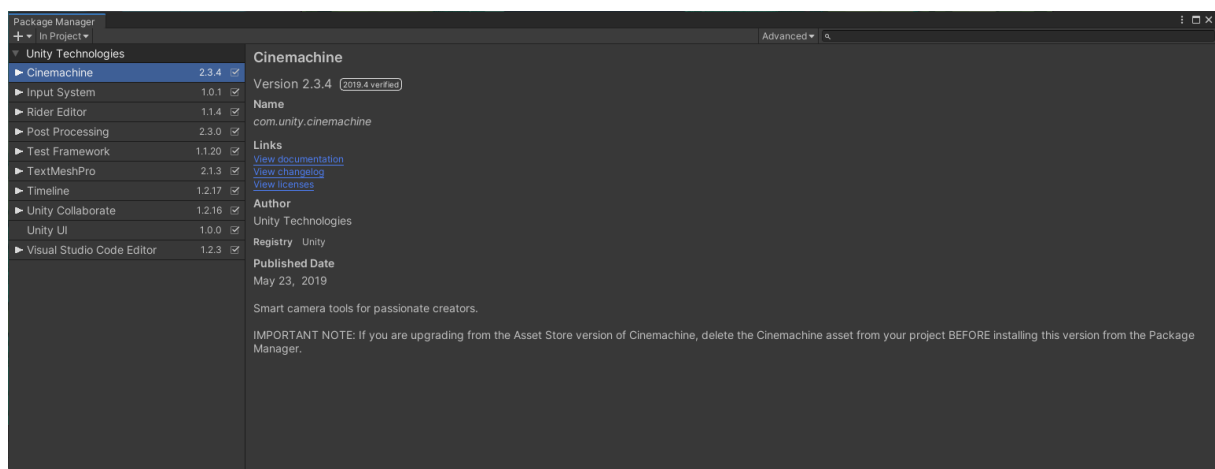 Package Manager
In Project
Advanced
Unity Technologies
Cinemachine 2.3.4
Input System 1.0.1
Rider Editor 1.1.4
Post Processing 2.3.0
Test Framework 1.1.20
TextMeshPro 2.1.3
Timeline 1.2.17
Unity Collaborate 1.2.16
Unity UI 1.0.0
Visual Studio Code Editor 1.2.3
Cinemachine
Version 2.3.4 2019.4 verified
Name
com.unity.cinemachine
Links
View documentation
View changelog
View licenses
Author
Unity Technologies
Registry Unity
Published Date
May 23, 2019
Smart camera tools for passionate creators.
IMPORTANT NOTE: If you are upgrading from the Asset Store version of Cinemachine, delete the Cinemachine asset from your project BEFORE installing this version from the Package
Manager.